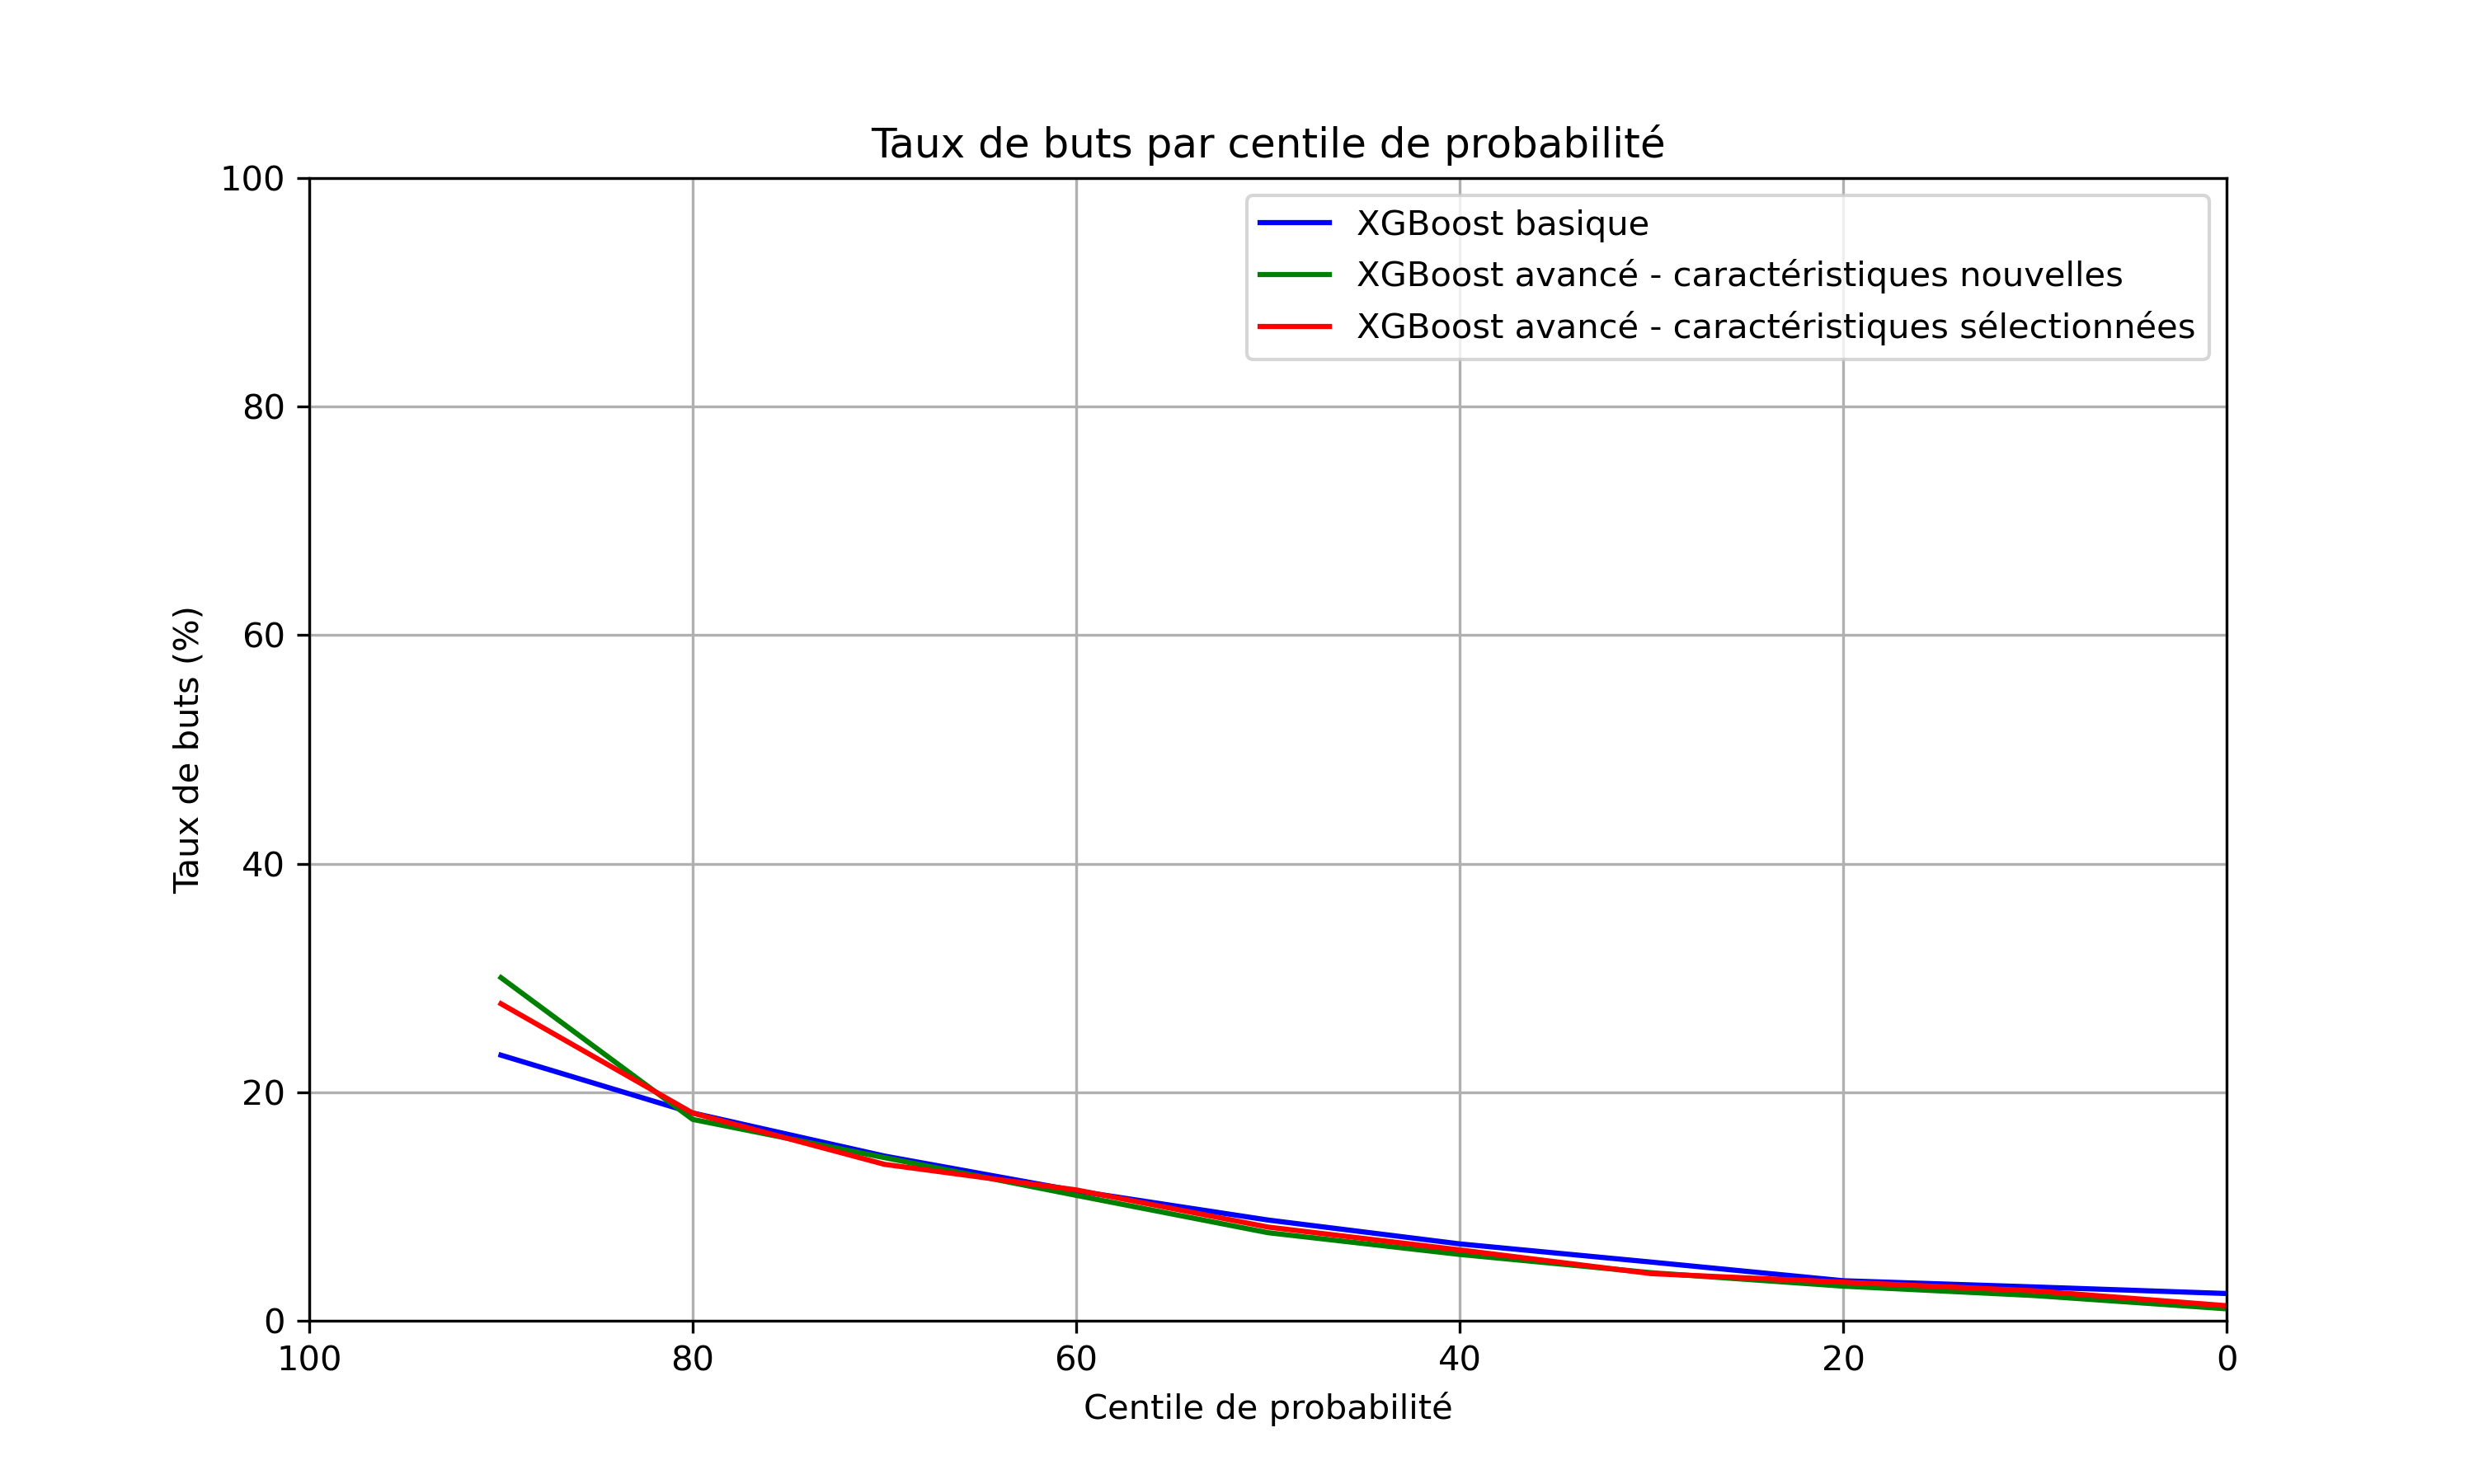 Taux de buts par centile de probabilité
XGBoost basique
XGBoost avancé - caractéristiques nouvelles
XGBoost avancé - caractéristiques sélectionnées
Taux de buts (%)
100
80
60
40
20
0
100 80 60 40 20 0
Centile de probabilité